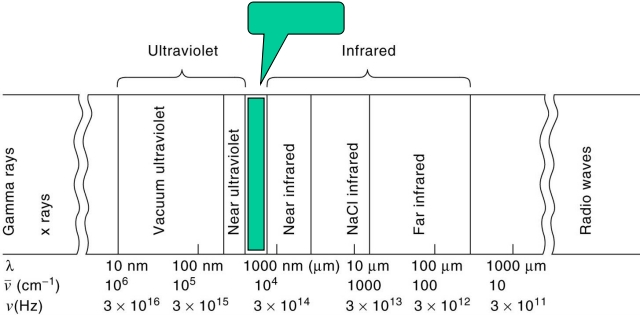 Ultraviolet Infrared
Gamma rays
x rays
Vacuum ultraviolet
Near ultraviolet
Near infrared
NaCl infrared
Far infrared
Radio waves
λ 10 nm 100 nm 1000 nm (μm) 10 μm 100 μm 1000 μm
ν̅ (cm⁻¹) 10⁶ 10⁵ 10⁴ 1000 100 10
ν(Hz) 3 × 10¹⁶ 3 × 10¹⁵ 3 × 10¹⁴ 3 × 10¹³ 3 × 10¹² 3 × 10¹¹